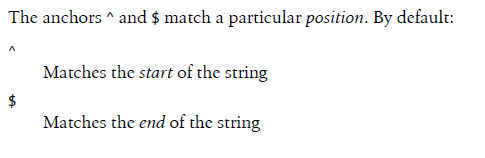 The anchors ^ and $ match a particular position. By default:
^
Matches the start of the string
$
Matches the end of the string